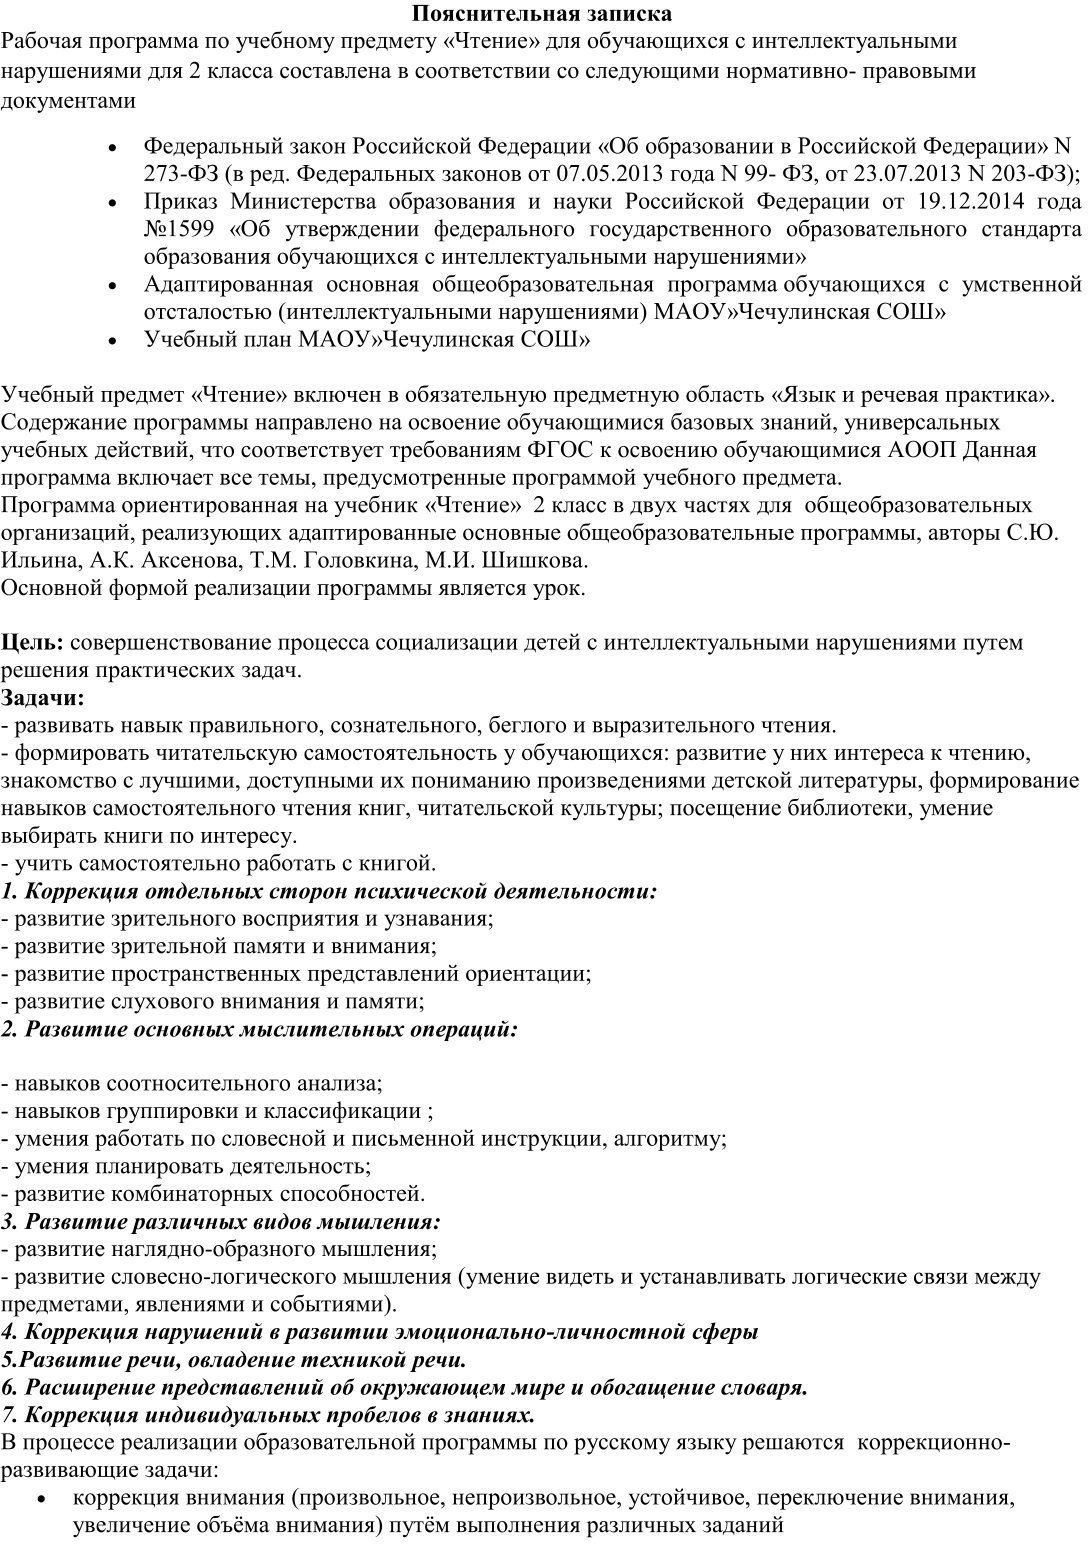 Пояснительная записка
Рабочая программа по учебному предмету «Чтение» для обучающихся с интеллектуальными
нарушениями для 2 класса составлена в соответствии со следующими нормативно- правовыми
документами
• Федеральный закон Российской Федерации «Об образовании в Российской Федерации» N
273-ФЗ (в ред. Федеральных законов от 07.05.2013 года N 99- ФЗ, от 23.07.2013 N 203-ФЗ);
• Приказ Министерства образования и науки Российской Федерации от 19.12.2014 года
№1599 «Об утверждении федерального государственного образовательного стандарта
образования обучающихся с интеллектуальными нарушениями»
• Адаптированная основная общеобразовательная программа обучающихся с умственной
отсталостью (интеллектуальными нарушениями) МАОУ»Чечулинская СОШ»
• Учебный план МАОУ»Чечулинская СОШ»
Учебный предмет «Чтение» включен в обязательную предметную область «Язык и речевая практика».
Содержание программы направлено на освоение обучающимися базовых знаний, универсальных
учебных действий, что соответствует требованиям ФГОС к освоению обучающимися АООП Данная
программа включает все темы, предусмотренные программой учебного предмета.
Программа ориентированная на учебник «Чтение»  2 класс в двух частях для  общеобразовательных
организаций, реализующих адаптированные основные общеобразовательные программы, авторы С.Ю.
Ильина, А.К. Аксенова, Т.М. Головкина, М.И. Шишкова.
Основной формой реализации программы является урок.
Цель: совершенствование процесса социализации детей с интеллектуальными нарушениями путем
решения практических задач.
Задачи:
- развивать навык правильного, сознательного, беглого и выразительного чтения.
- формировать читательскую самостоятельность у обучающихся: развитие у них интереса к чтению,
знакомство с лучшими, доступными их пониманию произведениями детской литературы, формирование
навыков самостоятельного чтения книг, читательской культуры; посещение библиотеки, умение
выбирать книги по интересу.
- учить самостоятельно работать с книгой.
1. Коррекция отдельных сторон психической деятельности:
- развитие зрительного восприятия и узнавания;
- развитие зрительной памяти и внимания;
- развитие пространственных представлений ориентации;
- развитие слухового внимания и памяти;
2. Развитие основных мыслительных операций:
- навыков соотносительного анализа;
- навыков группировки и классификации ;
- умения работать по словесной и письменной инструкции, алгоритму;
- умения планировать деятельность;
- развитие комбинаторных способностей.
3. Развитие различных видов мышления:
- развитие наглядно-образного мышления;
- развитие словесно-логического мышления (умение видеть и устанавливать логические связи между
предметами, явлениями и событиями).
4. Коррекция нарушений в развитии эмоционально-личностной сферы
5.Развитие речи, овладение техникой речи.
6. Расширение представлений об окружающем мире и обогащение словаря.
7. Коррекция индивидуальных пробелов в знаниях.
В процессе реализации образовательной программы по русскому языку решаются  коррекционно-
развивающие задачи:
• коррекция внимания (произвольное, непроизвольное, устойчивое, переключение внимания,
увеличение объёма внимания) путём выполнения различных заданий